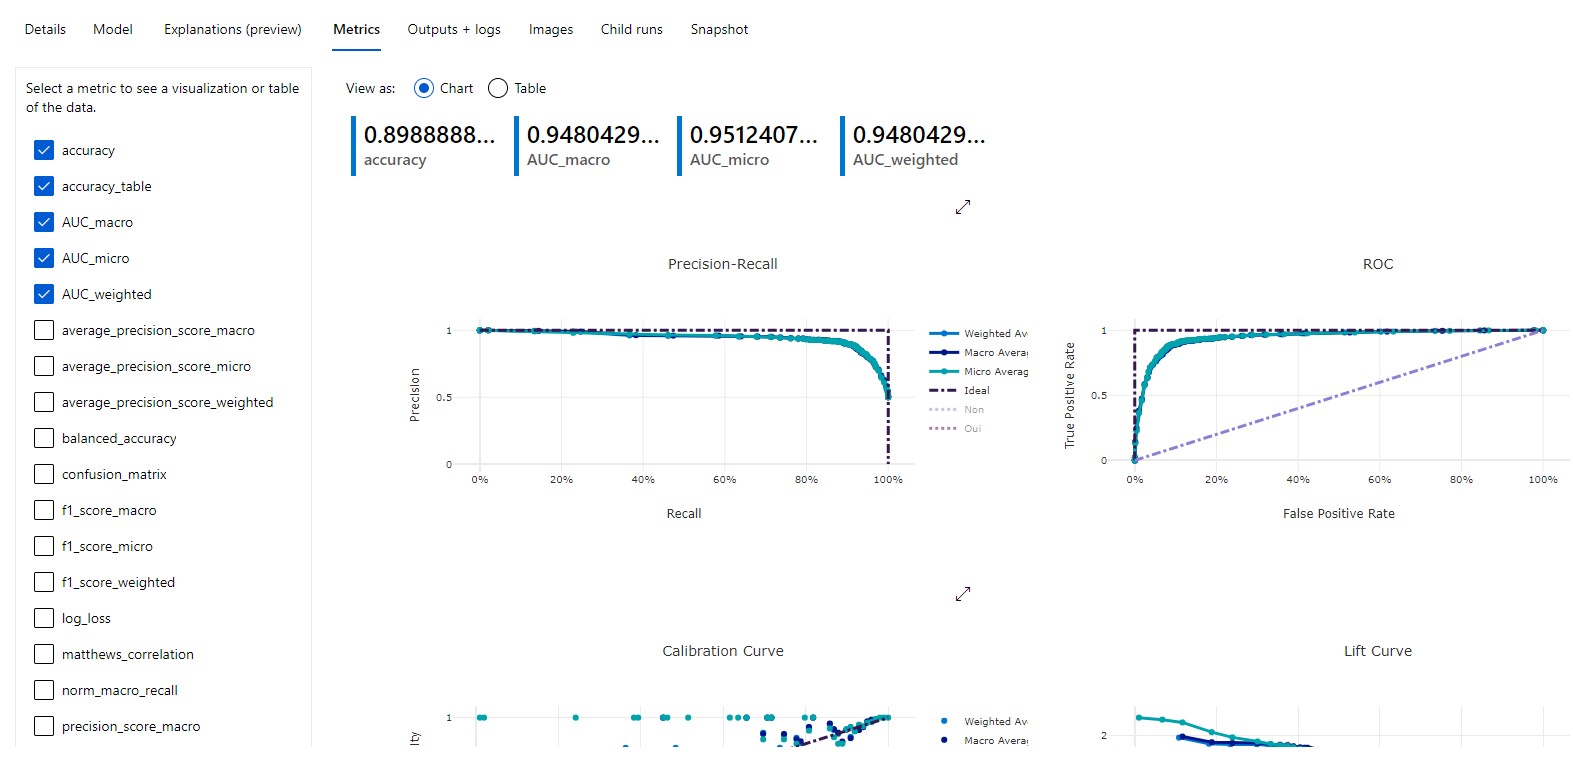 Details Model Explanations (preview) Metrics Outputs + logs Images Child runs Snapshot
Select a metric to see a visualization or table
of the data.
accuracy
accuracy_table
AUC_macro
AUC_micro
AUC_weighted
average_precision_score_macro
average_precision_score_micro
average_precision_score_weighted
balanced_accuracy
confusion_matrix
f1_score_macro
f1_score_micro
f1_score_weighted
log_loss
matthews_correlation
norm_macro_recall
precision_score_macro
View as: Chart Table
0.8988888... 0.9480429... 0.9512407... 0.9480429...
accuracy AUC_macro AUC_micro AUC_weighted
Precision-Recall
Precision
1
0.5
0
0% 20% 40% 60% 80% 100%
Recall
Weighted Av
Macro Averag
Micro Averag
Ideal
Non
Oui
ROC
True Positive Rate
1
0.5
0
0% 20% 40% 60% 80% 100%
False Positive Rate
Calibration Curve
1
lty
Weighted Av
Macro Averag
Lift Curve
2